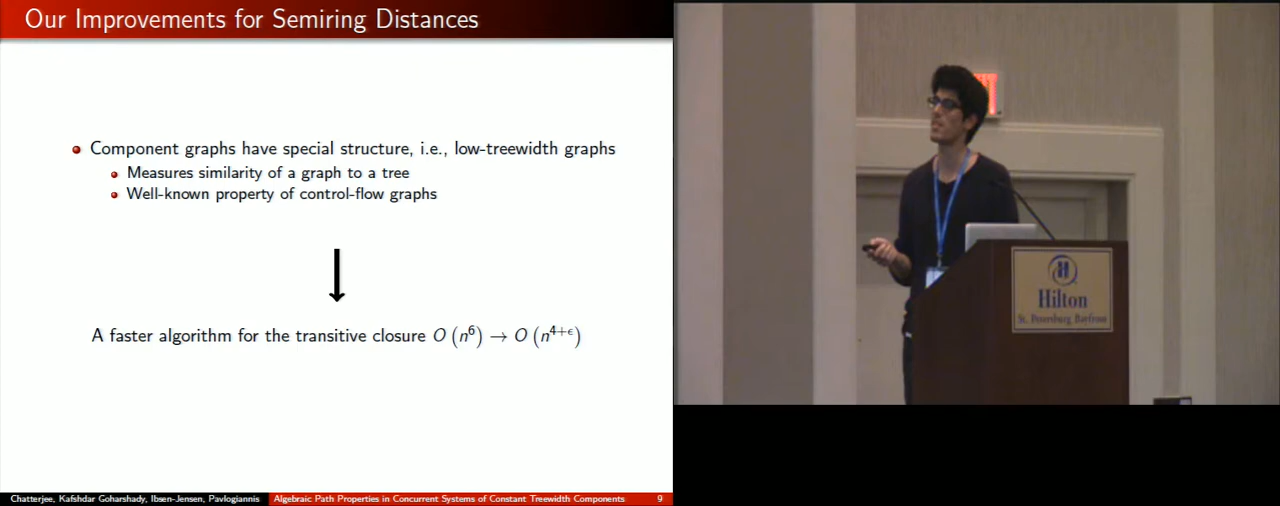 Our Improvements for Semiring Distances
Component graphs have special structure, i.e., low-treewidth graphs
Measures similarity of a graph to a tree
Well-known property of control-flow graphs
A faster algorithm for the transitive closure O (n^6) → O (n^{4+ϵ})
Chatterjee, Kafshdar Goharshady, Ibsen-Jensen, Pavlogiannis
Algebraic Path Properties in Concurrent Systems of Constant Treewidth Components
9
Hilton
St. Petersburg Bayfront